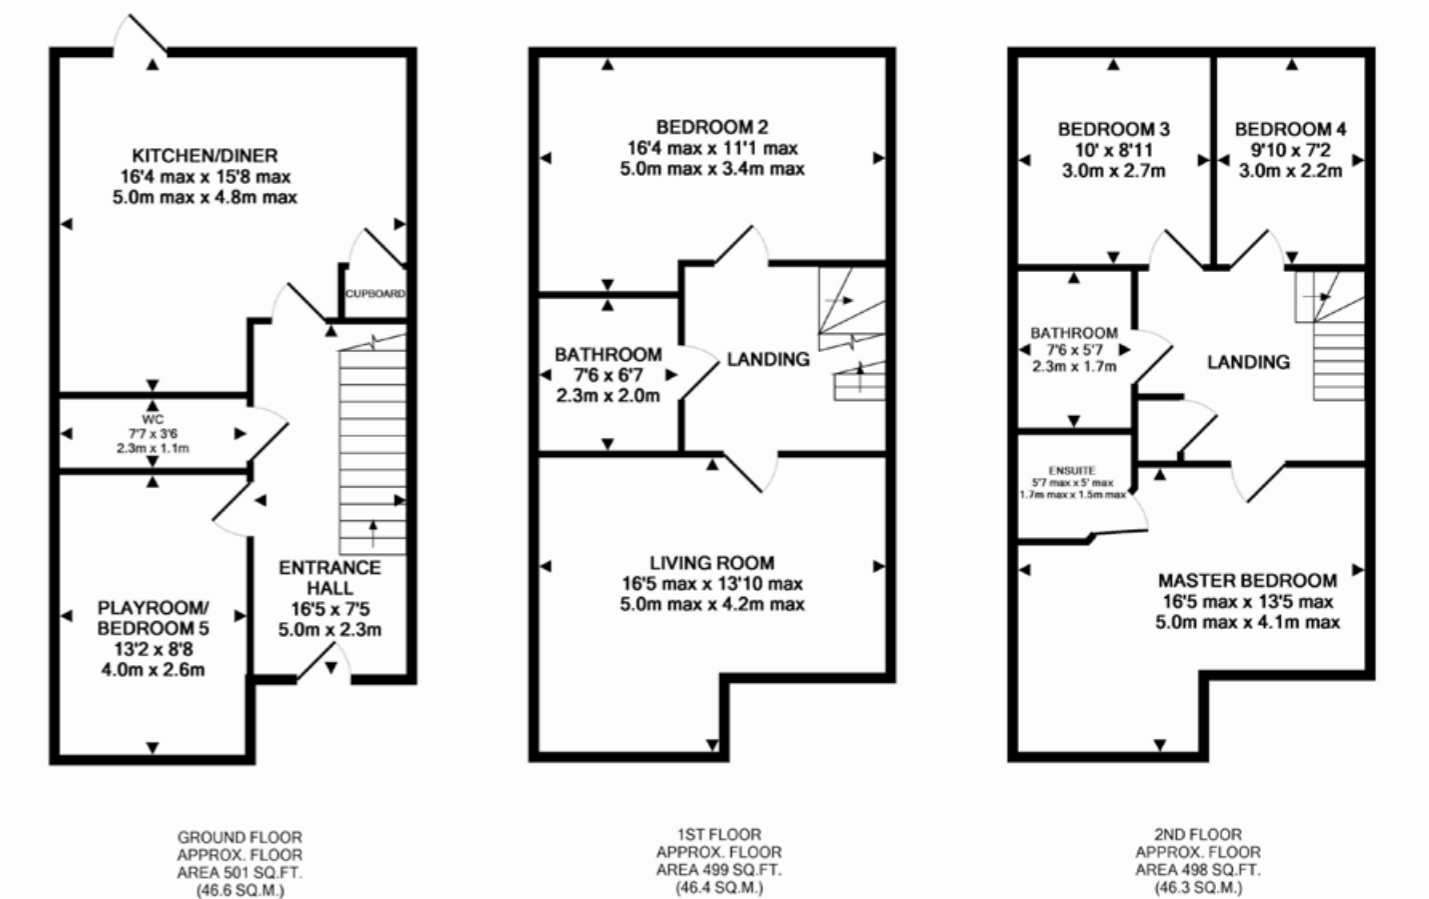 KITCHEN/DINER
16'4 max x 15'8 max
5.0m max x 4.8m max
CUPBOARD
WC
7'7 x 3'6
2.3m x 1.1m
ENTRANCE
HALL
16'5 x 7'5
5.0m x 2.3m
PLAYROOM/
BEDROOM 5
13'2 x 8'8
4.0m x 2.6m
GROUND FLOOR
APPROX. FLOOR
AREA 501 SQ.FT.
(46.6 SQ.M.)
BEDROOM 2
16'4 max x 11'1 max
5.0m max x 3.4m max
BATHROOM
7'6 x 6'7
2.3m x 2.0m
LANDING
LIVING ROOM
16'5 max x 13'10 max
5.0m max x 4.2m max
1ST FLOOR
APPROX. FLOOR
AREA 499 SQ.FT.
(46.4 SQ.M.)
BEDROOM 3
10' x 8'11
3.0m x 2.7m
BEDROOM 4
9'10 x 7'2
3.0m x 2.2m
BATHROOM
7'6 x 5'7
2.3m x 1.7m
LANDING
ENSUITE
5'7 max x 5' max
1.7m max x 1.5m max
MASTER BEDROOM
16'5 max x 13'5 max
5.0m max x 4.1m max
2ND FLOOR
APPROX. FLOOR
AREA 498 SQ.FT.
(46.3 SQ.M.)